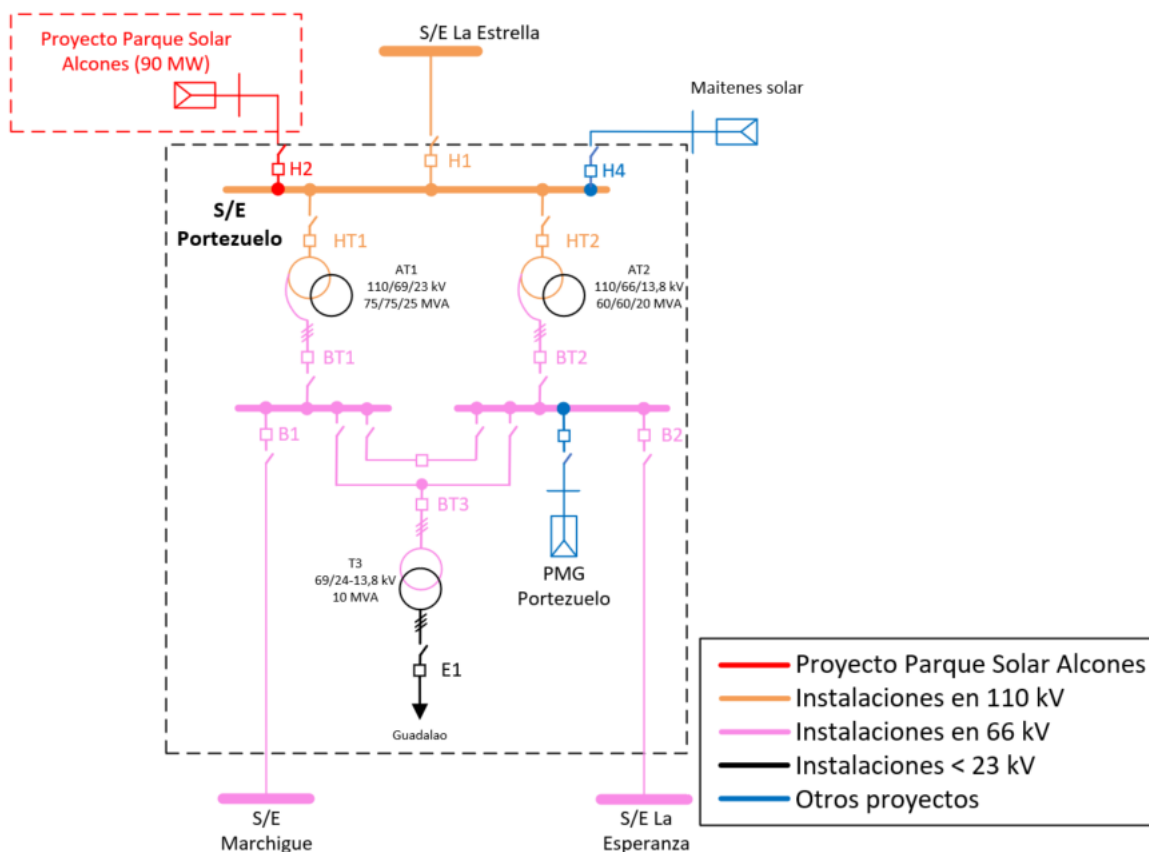 Proyecto Parque Solar
Alcones (90 MW)
S/E La Estrella
Maitenes solar
H2
H1
H4
S/E
Portezuelo
HT1
HT2
AT1
110/69/23 kV
75/75/25 MVA
AT2
110/66/13,8 kV
60/60/20 MVA
BT1
BT2
B1
B2
BT3
T3
69/24-13,8 kV
10 MVA
PMG
Portezuelo
E1
Guadalao
S/E
Marchigue
S/E La
Esperanza
Proyecto Parque Solar Alcones
Instalaciones en 110 kV
Instalaciones en 66 kV
Instalaciones < 23 kV
Otros proyectos